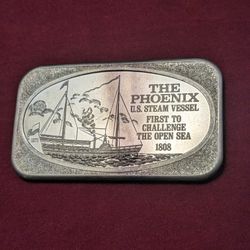 THE
PHOENIX
U.S. STEAM VESSEL
FIRST TO
CHALLENGE
THE OPEN SEA
1808